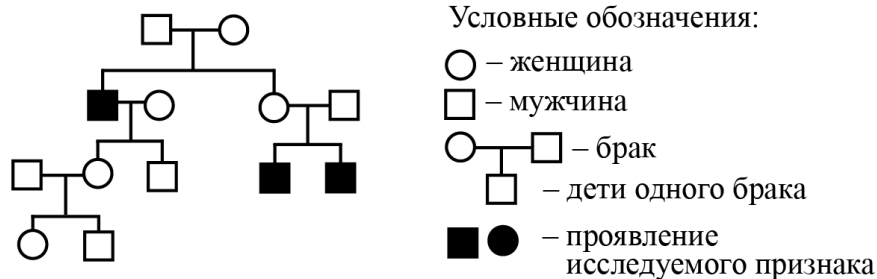 Условные обозначения:
– женщина
– мужчина
– брак
– дети одного брака
– проявление
исследуемого признака